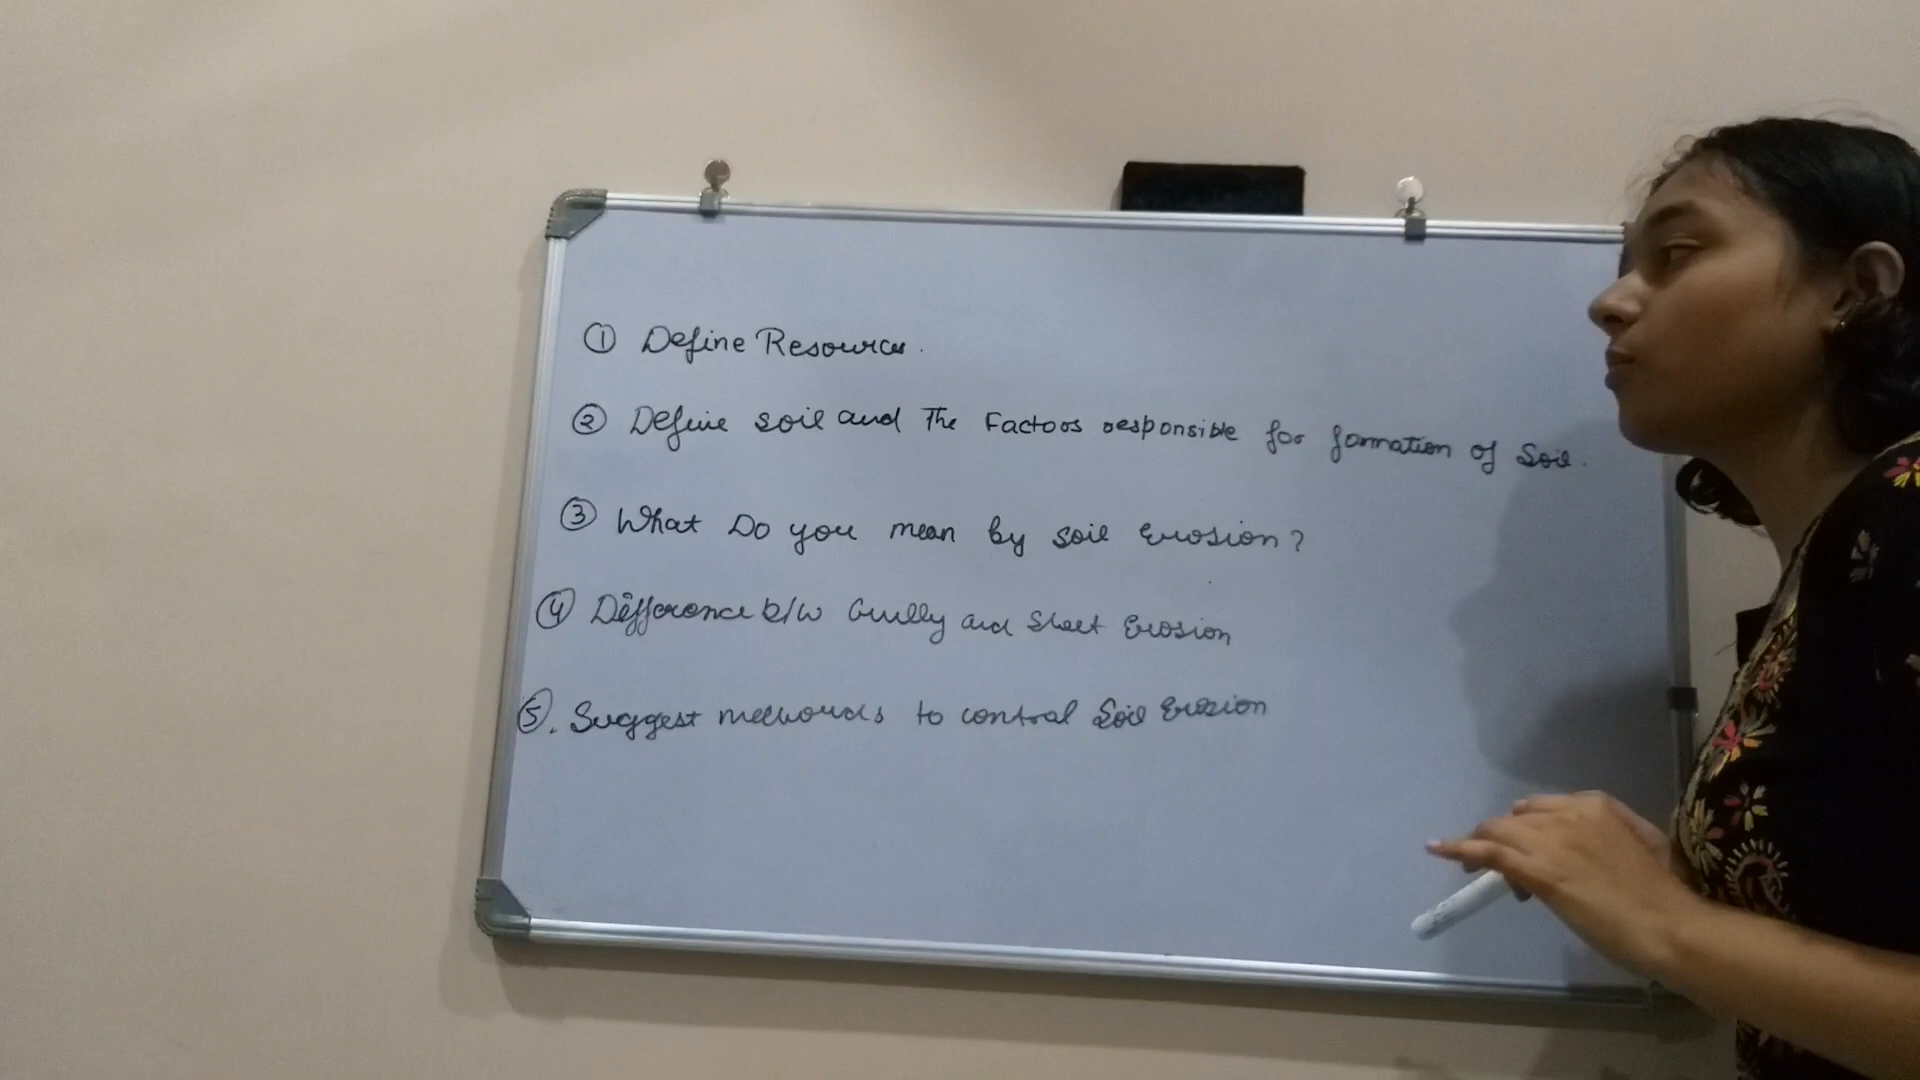 ① Define Resources.
② Define soil and The Factors responsible for formation of Soil.
③ What Do you mean by soil Erosion?
④ Difference b/w Gully and Sheet Erosion
⑤. Suggest methods to control Soil Erosion